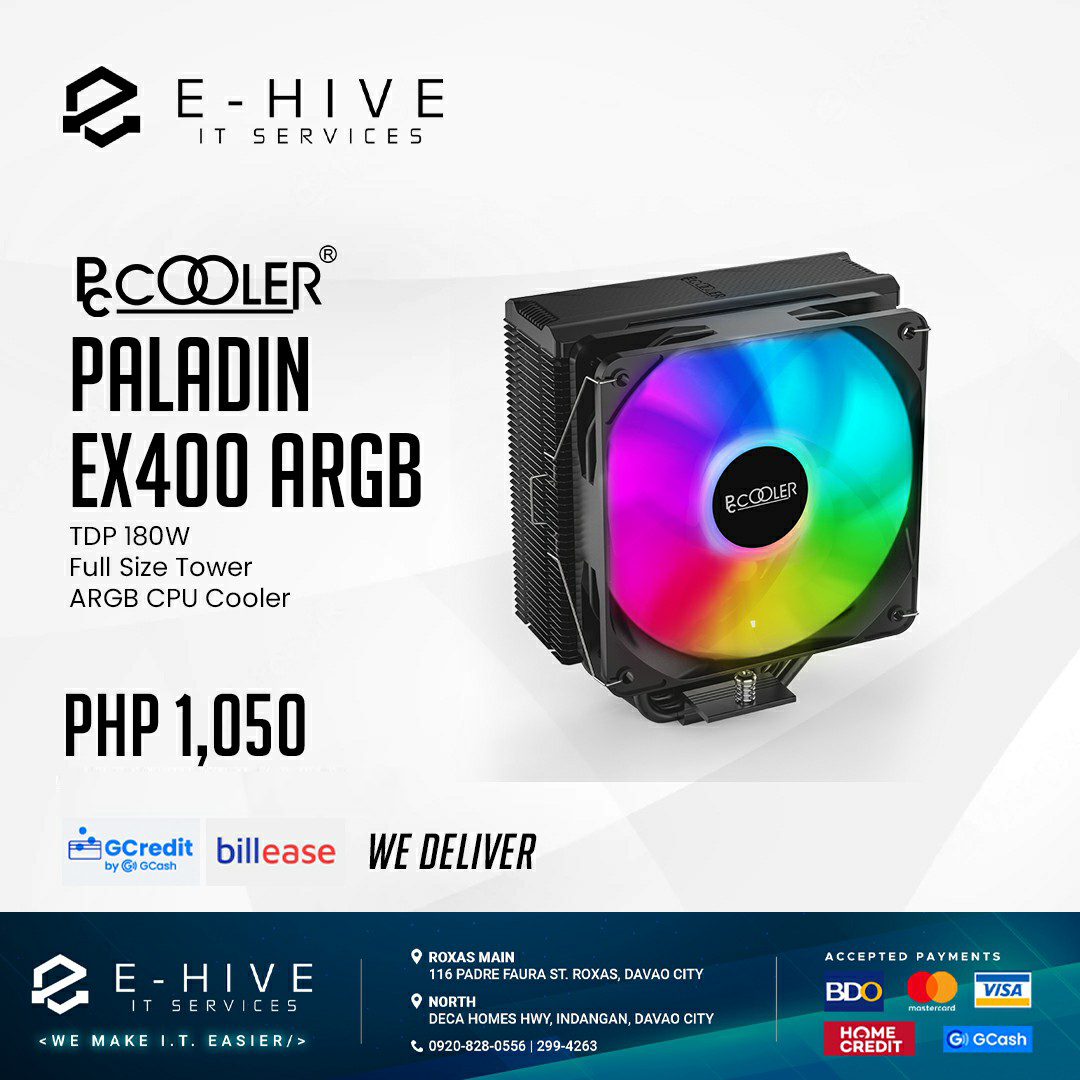 E-HIVE
IT SERVICES
PCCOOLER®
PALADIN
EX400 ARGB
TDP 180W
Full Size Tower
ARGB CPU Cooler
PCCOOLER
PHP 1,050
GCredit
by GCash
billease
WE DELIVER
E-HIVE
IT SERVICES
<WE MAKE I.T. EASIER/>
ROXAS MAIN
116 PADRE FAURA ST. ROXAS, DAVAO CITY
NORTH
DECA HOMES HWY, INDANGAN, DAVAO CITY
0920-828-0556 | 299-4263
ACCEPTED PAYMENTS
BDO
mastercard
VISA
HOME
CREDIT
GCash